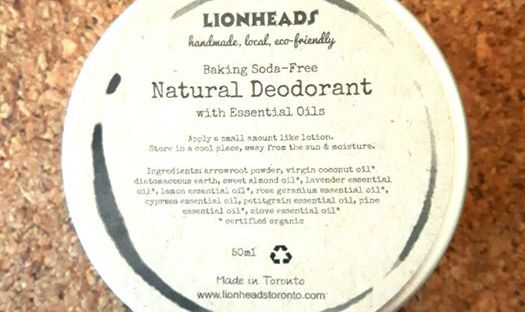 LIONHEADS
handmade, local, eco-friendly
Baking Soda-Free
Natural Deodorant
with Essential Oils
Apply a small amount like lotion.
Store in a cool place, away from the sun & moisture.
Ingredients: arrowroot powder, virgin coconut oil*
diatomaceous earth, sweet almond oil*, lavender essential
oil*, lemon essential oil*, rose geranium essential oil*,
cypress essential oil, petitgrain essential oil, pine
essential oil*, clove essential oil*
* certified organic
50ml
Made in Toronto
www.lionheadstoronto.com